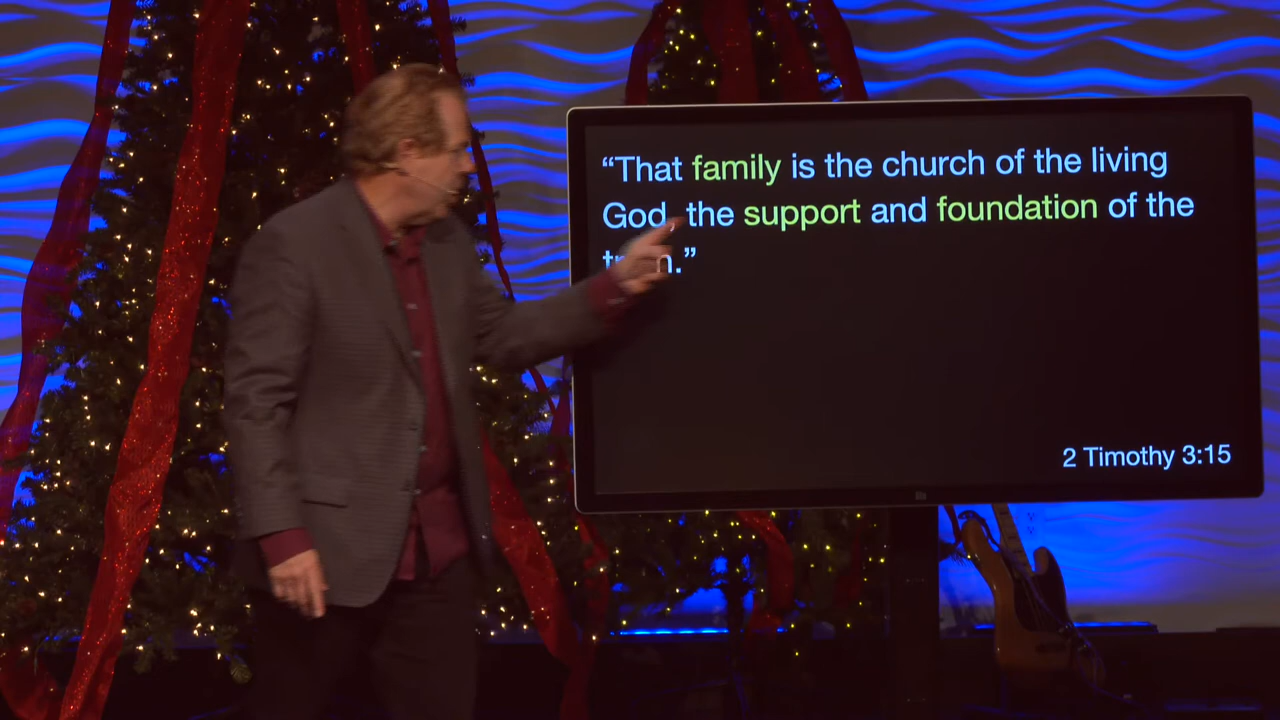 “That family is the church of the living
God, the support and foundation of the
2 Timothy 3:15